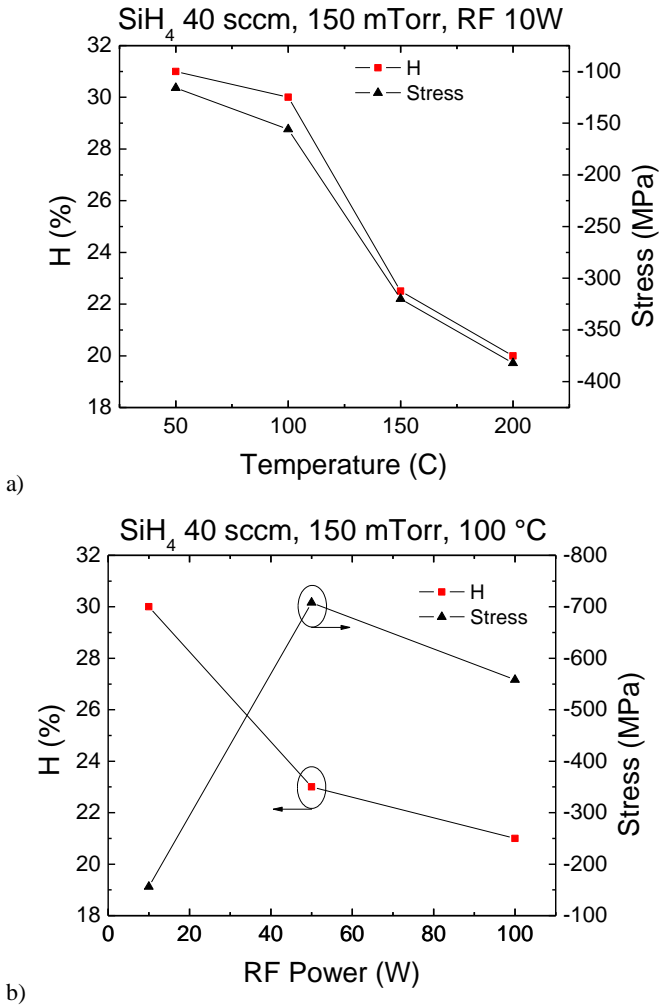 SiH4 40 sccm, 150 mTorr, RF 10W
32
30
28
26
24
22
20
18
H (%)
H
Stress
-100
-150
-200
-250
-300
-350
-400
Stress (MPa)
50 100 150 200
Temperature (C)
a)
SiH4 40 sccm, 150 mTorr, 100 °C
32
30
28
26
24
22
20
18
H (%)
H
Stress
-800
-700
-600
-500
-400
-300
-200
-100
Stress (MPa)
0 20 40 60 80 100
RF Power (W)
b)